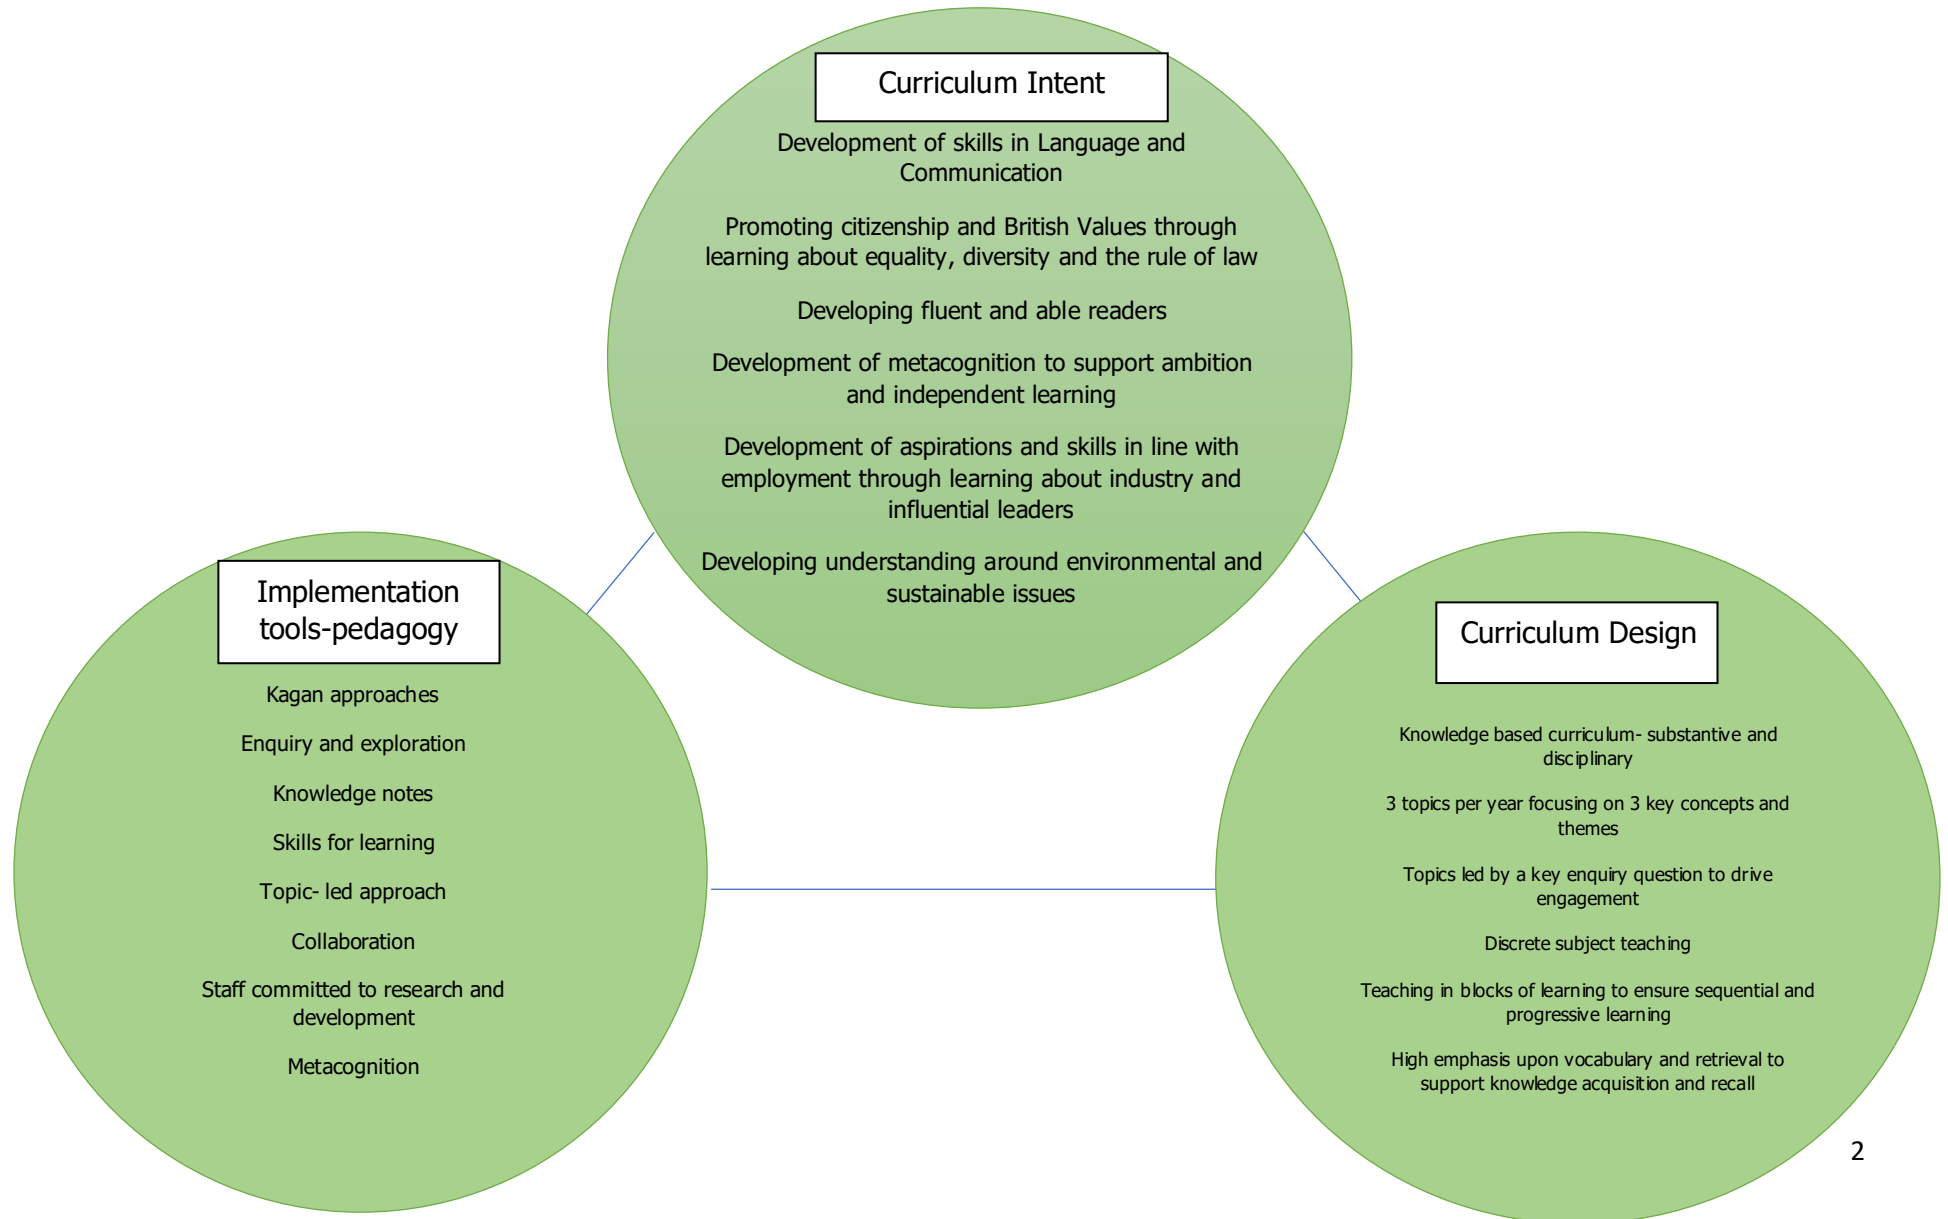 Curriculum Intent
Development of skills in Language and
Communication
Promoting citizenship and British Values through
learning about equality, diversity and the rule of law
Developing fluent and able readers
Development of metacognition to support ambition
and independent learning
Development of aspirations and skills in line with
employment through learning about industry and
influential leaders
Developing understanding around environmental and
sustainable issues
Implementation
tools-pedagogy
Kagan approaches
Enquiry and exploration
Knowledge notes
Skills for learning
Topic- led approach
Collaboration
Staff committed to research and
development
Metacognition
Curriculum Design
Knowledge based curriculum- substantive and
disciplinary
3 topics per year focusing on 3 key concepts and
themes
Topics led by a key enquiry question to drive
engagement
Discrete subject teaching
Teaching in blocks of learning to ensure sequential and
progressive learning
High emphasis upon vocabulary and retrieval to
support knowledge acquisition and recall
2